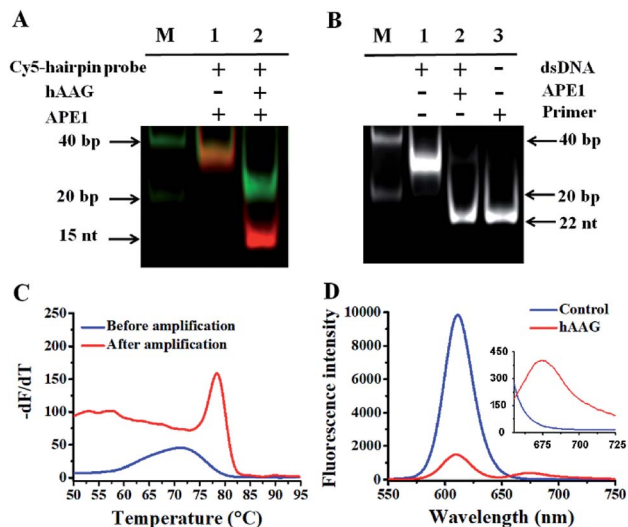 A
M 1 2
Cy5-hairpin probe + +
hAAG - +
APE1 + +
40 bp
20 bp
15 nt
B
M 1 2 3
+ + - dsDNA
- + - APE1
- - + Primer
40 bp
20 bp
22 nt
C
Before amplification
After amplification
-dF/dT
250
200
150
100
50
0
50 55 60 65 70 75 80 85 90 95
Temperature (°C)
D
Control
hAAG
Fluorescence intensity
10000
8000
6000
4000
2000
0
550 600 650 700 750
Wavelength (nm)
450
300
150
0
675 700 725